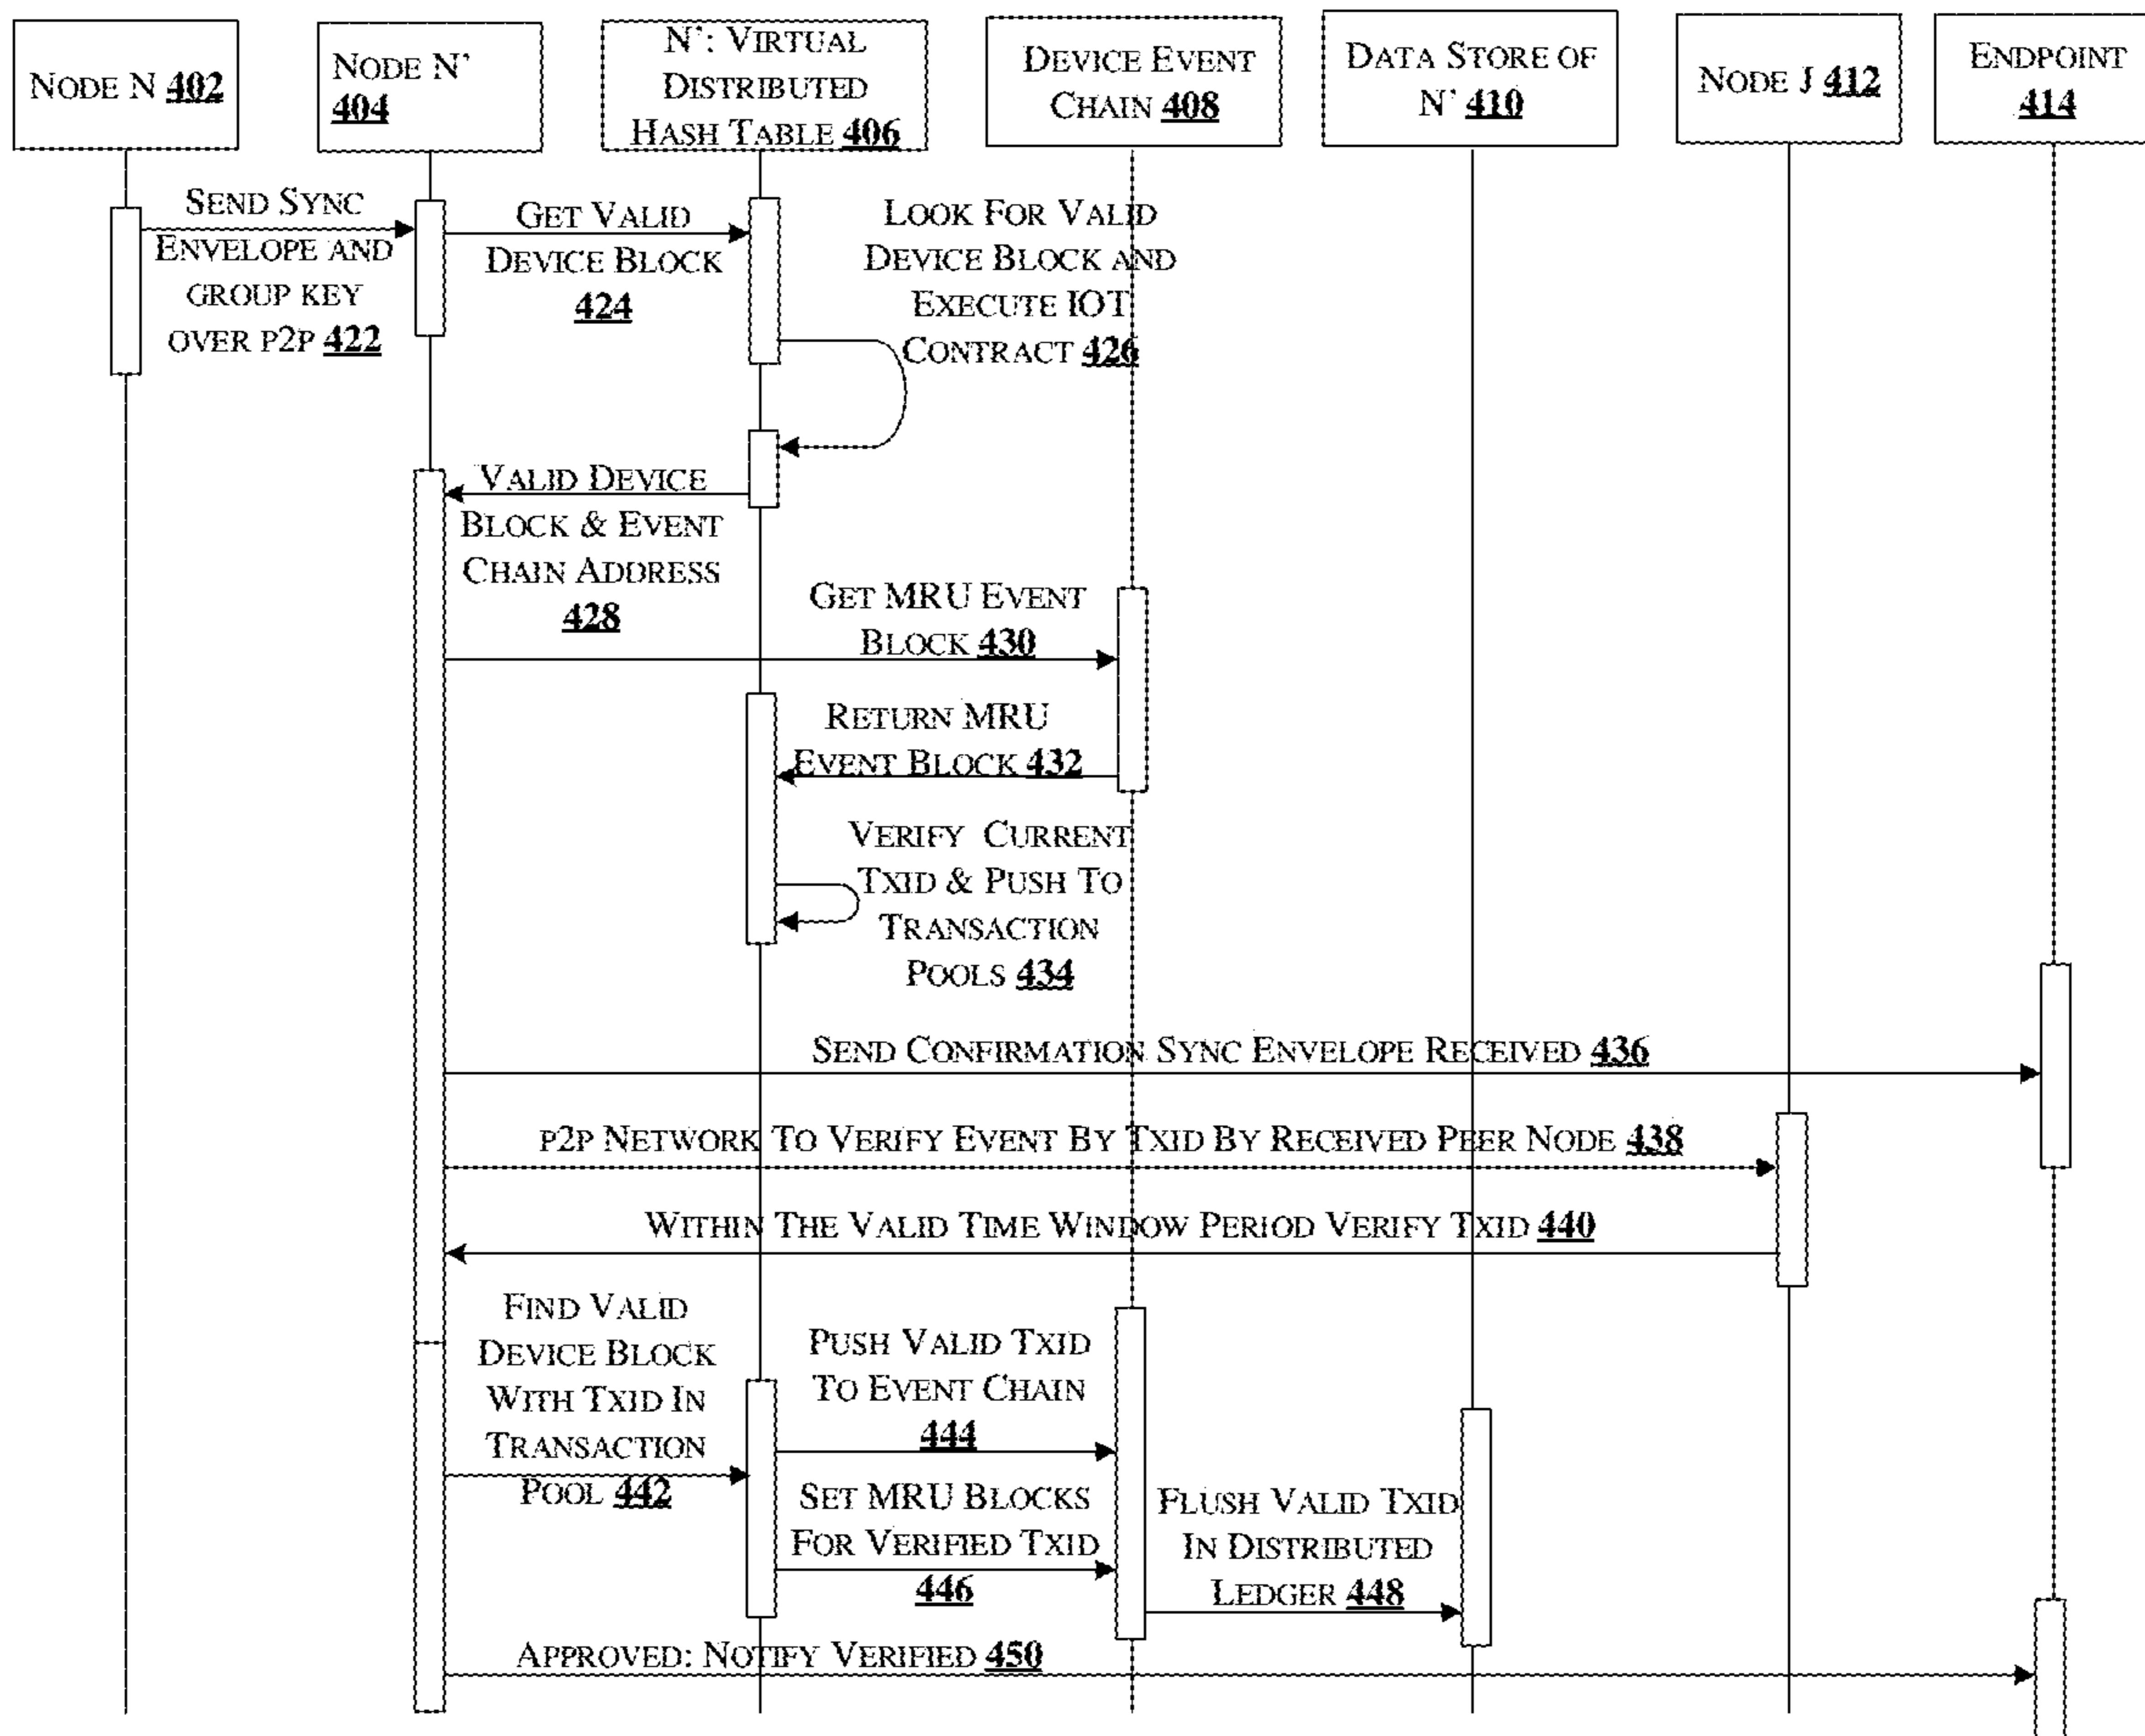 NODE N 402
NODE N'
404
N': VIRTUAL
DISTRIBUTED
HASH TABLE 406
DEVICE EVENT
CHAIN 408
DATA STORE OF
N' 410
NODE J 412
ENDPOINT
414
SEND SYNC
ENVELOPE AND
GROUP KEY
OVER P2P 422
GET VALID
DEVICE BLOCK
424
LOOK FOR VALID
DEVICE BLOCK AND
EXECUTE IOT
CONTRACT 426
VALID DEVICE
BLOCK & EVENT
CHAIN ADDRESS
428
GET MRU EVENT
BLOCK 430
RETURN MRU
EVENT BLOCK 432
VERIFY CURRENT
TXID & PUSH TO
TRANSACTION
POOLS 434
SEND CONFIRMATION SYNC ENVELOPE RECEIVED 436
P2P NETWORK TO VERIFY EVENT BY TXID BY RECEIVED PEER NODE 438
WITHIN THE VALID TIME WINDOW PERIOD VERIFY TXID 440
FIND VALID
DEVICE BLOCK
WITH TXID IN
TRANSACTION
POOL 442
PUSH VALID TXID
TO EVENT CHAIN
444
SET MRU BLOCKS
FOR VERIFIED TXID
446
FLUSH VALID TXID
IN DISTRIBUTED
LEDGER 448
APPROVED: NOTIFY VERIFIED 450